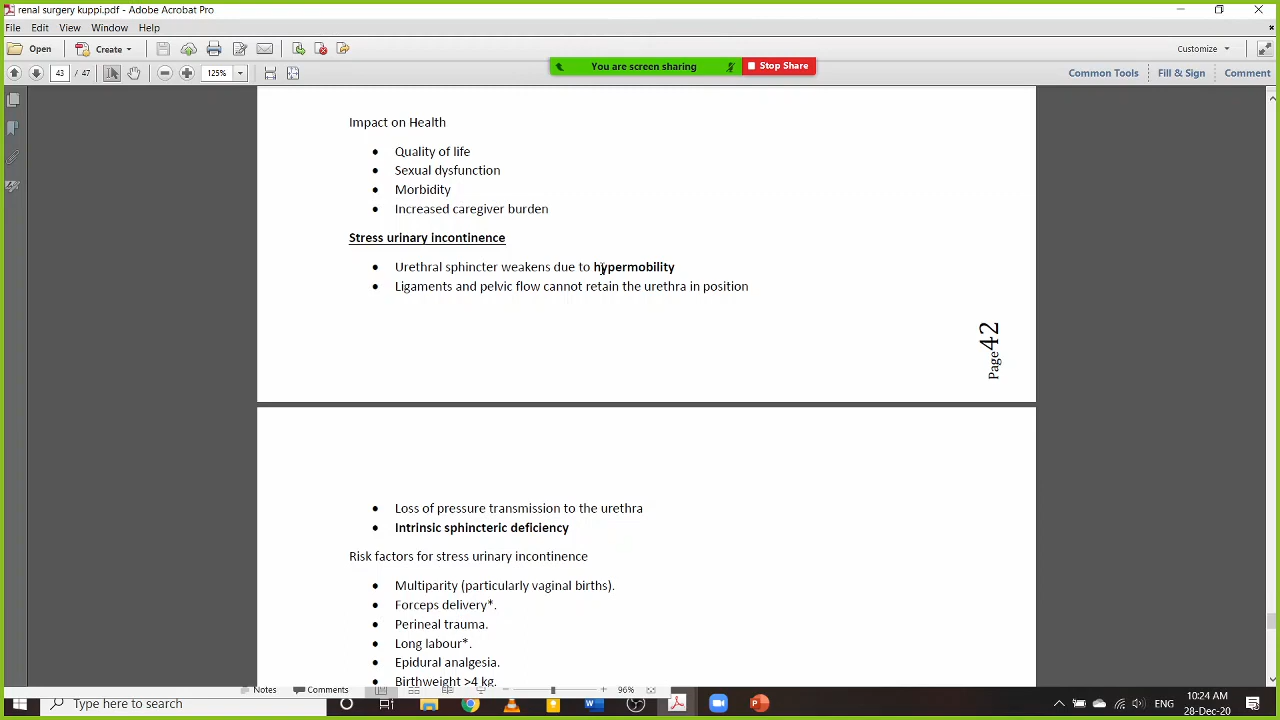 renal surgery kuppi.pdf - Adobe Acrobat Pro
File Edit View Window Help
Open Create Customize
43 125% Common Tools Fill & Sign Comment
You are screen sharing Stop Share
Impact on Health
• Quality of life
• Sexual dysfunction
• Morbidity
• Increased caregiver burden
Stress urinary incontinence
• Urethral sphincter weakens due to hypermobility
• Ligaments and pelvic flow cannot retain the urethra in position
Page 42
• Loss of pressure transmission to the urethra
• Intrinsic sphincteric deficiency
Risk factors for stress urinary incontinence
• Multiparity (particularly vaginal births).
• Forceps delivery*.
• Perineal trauma.
• Long labour*.
• Epidural analgesia.
• Birthweight >4 kg.
Notes Comments 96%
Type here to search
ENG
10:24 AM
28-Dec-20